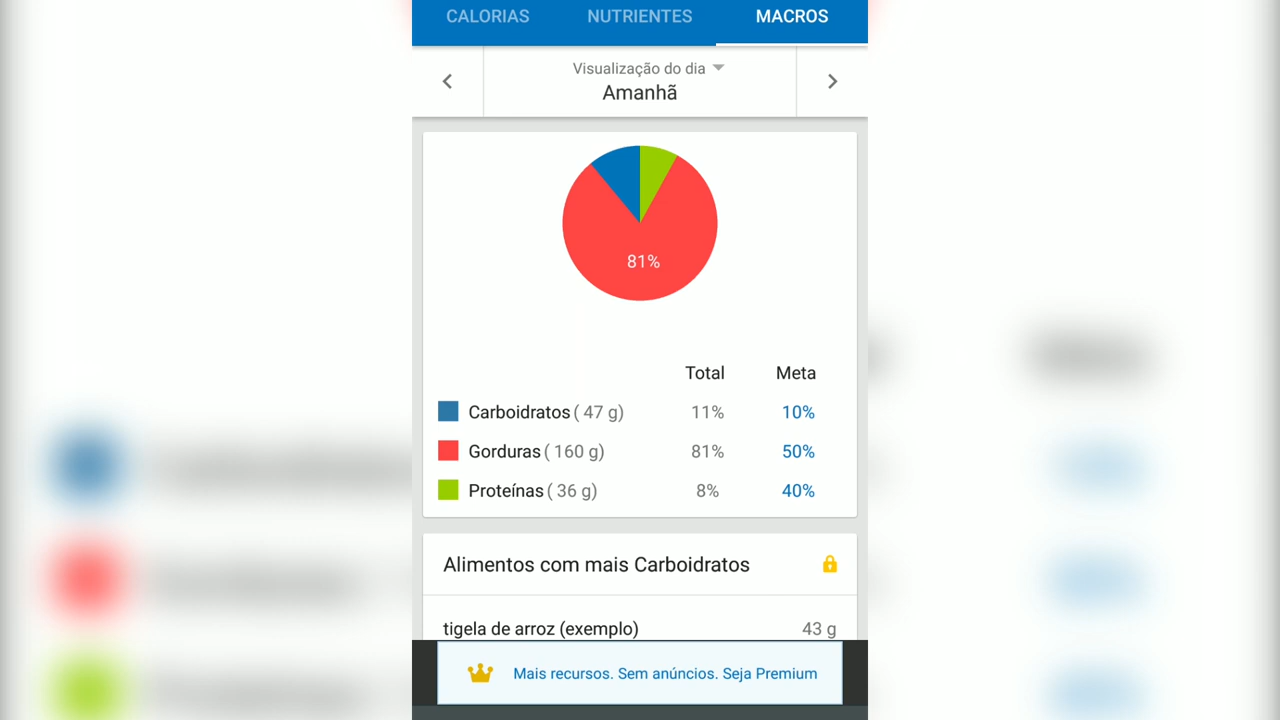 CALORIAS NUTRIENTES MACROS
Visualização do dia
Amanhã
81%
Total Meta
Carboidratos ( 47 g) 11% 10%
Gorduras ( 160 g) 81% 50%
Proteínas ( 36 g) 8% 40%
Alimentos com mais Carboidratos
tigela de arroz (exemplo) 43 g
Mais recursos. Sem anúncios. Seja Premium